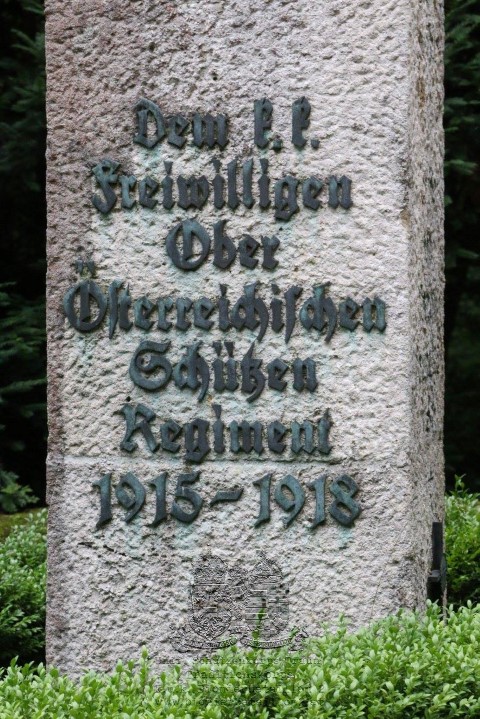 Dem k. k.
Freiwilligen
Ober
Österreichischen
Schützen
Regiment
1915–1918